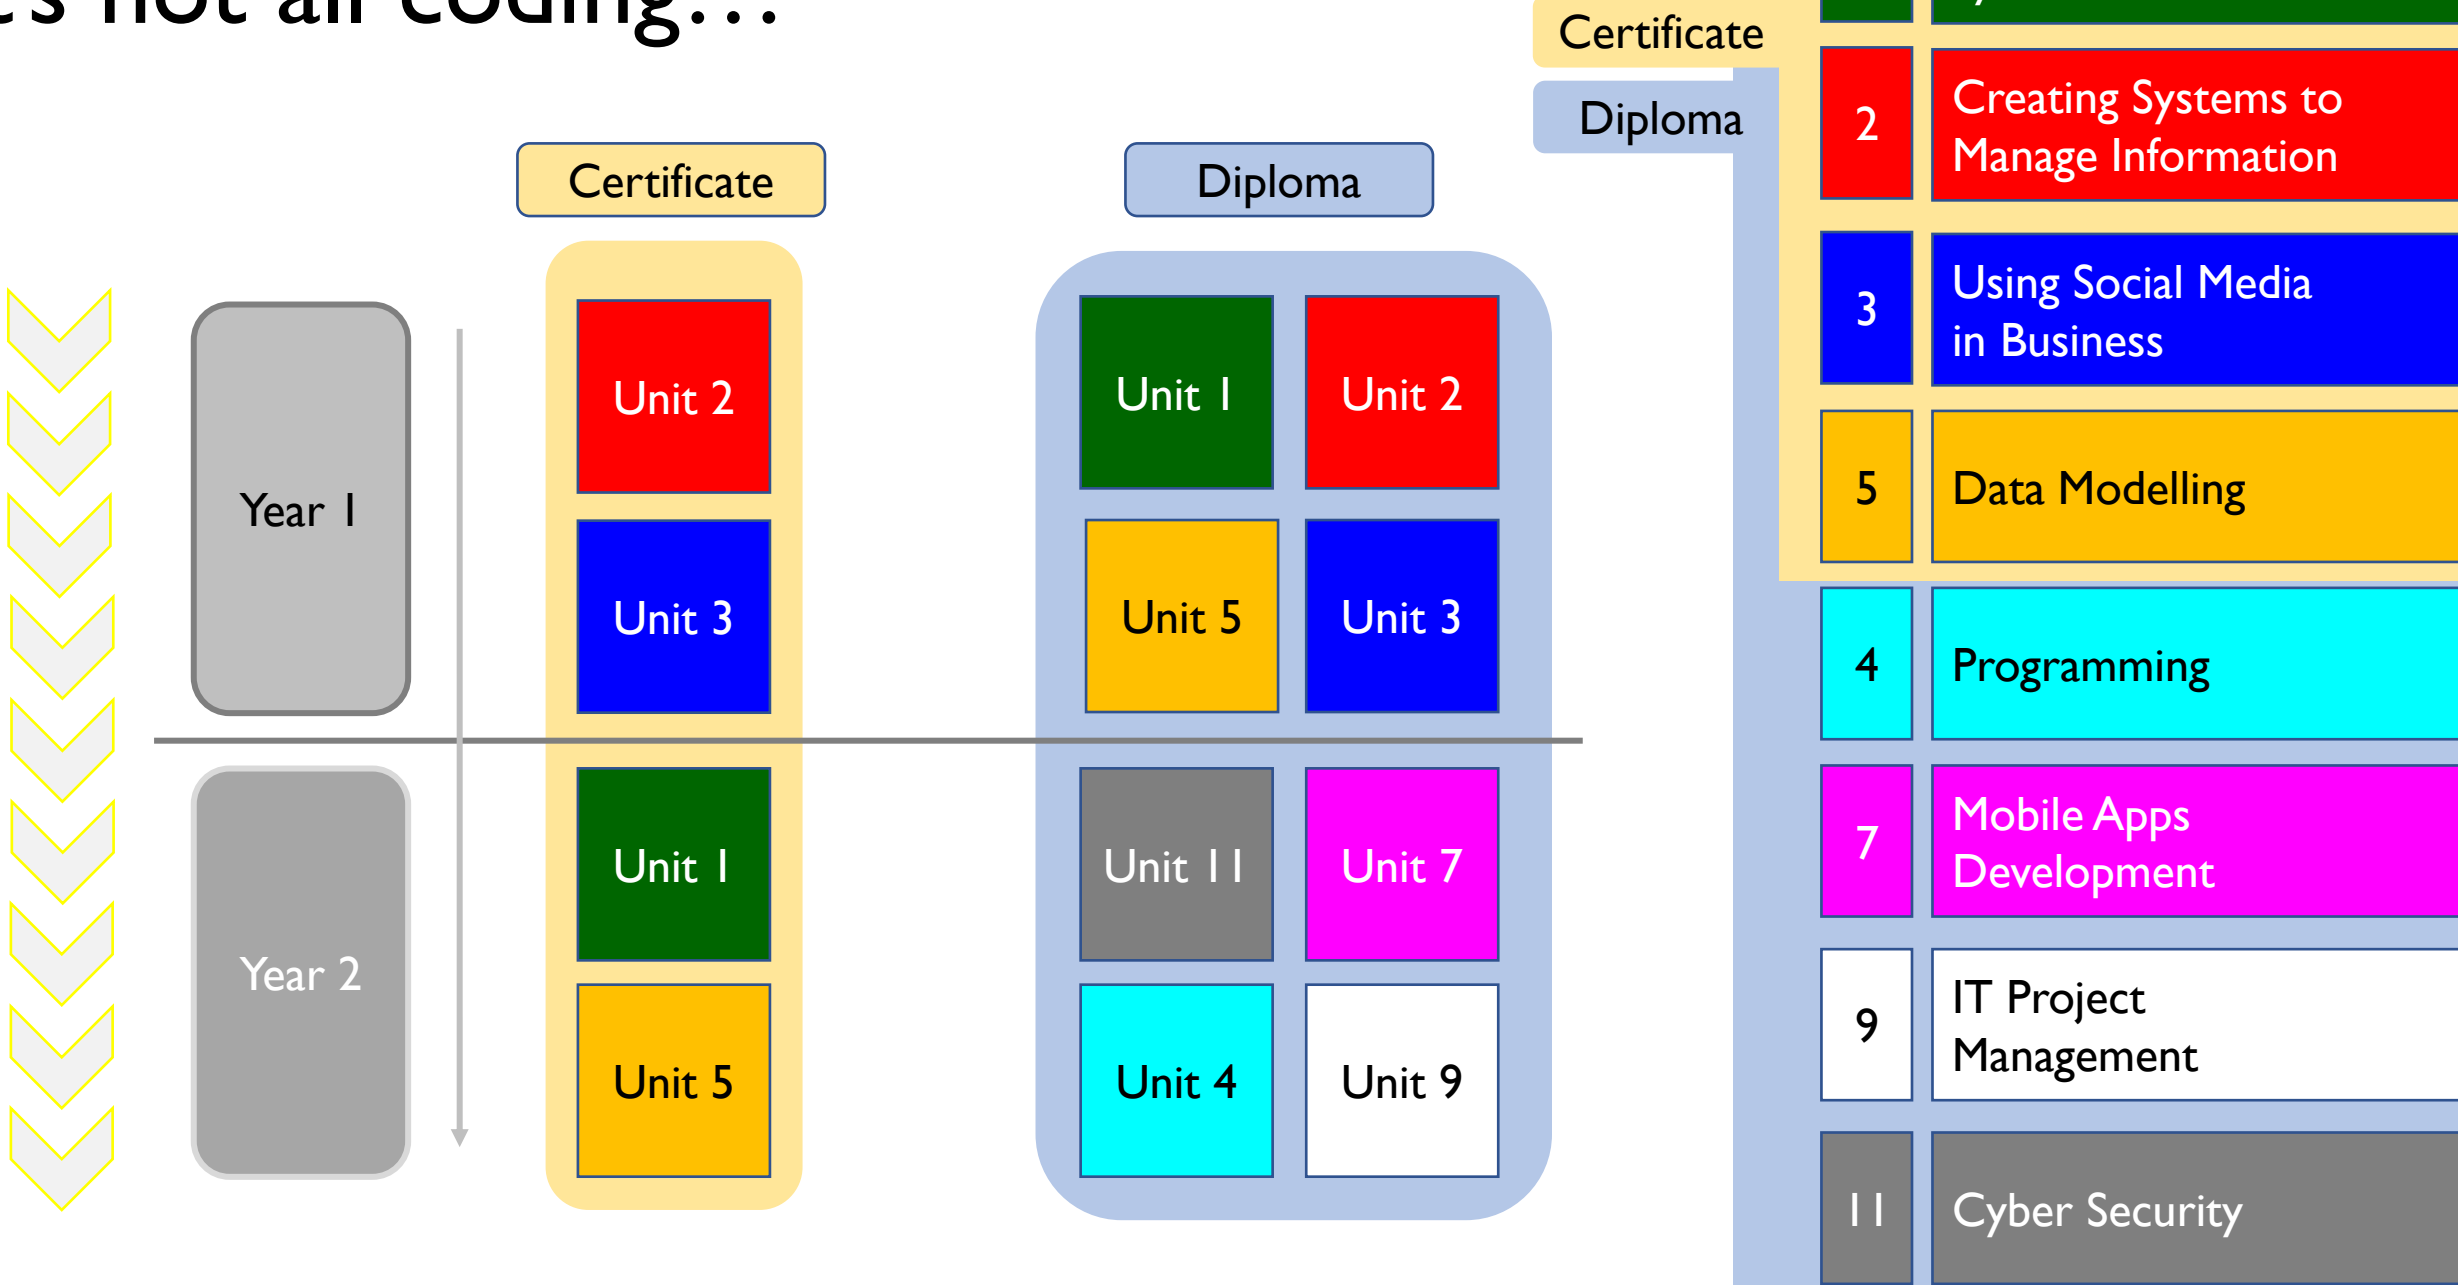 not all coding...
Certificate
Diploma
Certificate
Diploma
Year 1
Year 2
Unit 2
Unit 3
Unit 1
Unit 5
Unit 1
Unit 2
Unit 5
Unit 3
Unit 11
Unit 7
Unit 4
Unit 9
2
Creating Systems to
Manage Information
3
Using Social Media
in Business
5
Data Modelling
4
Programming
7
Mobile Apps
Development
9
IT Project
Management
11
Cyber Security